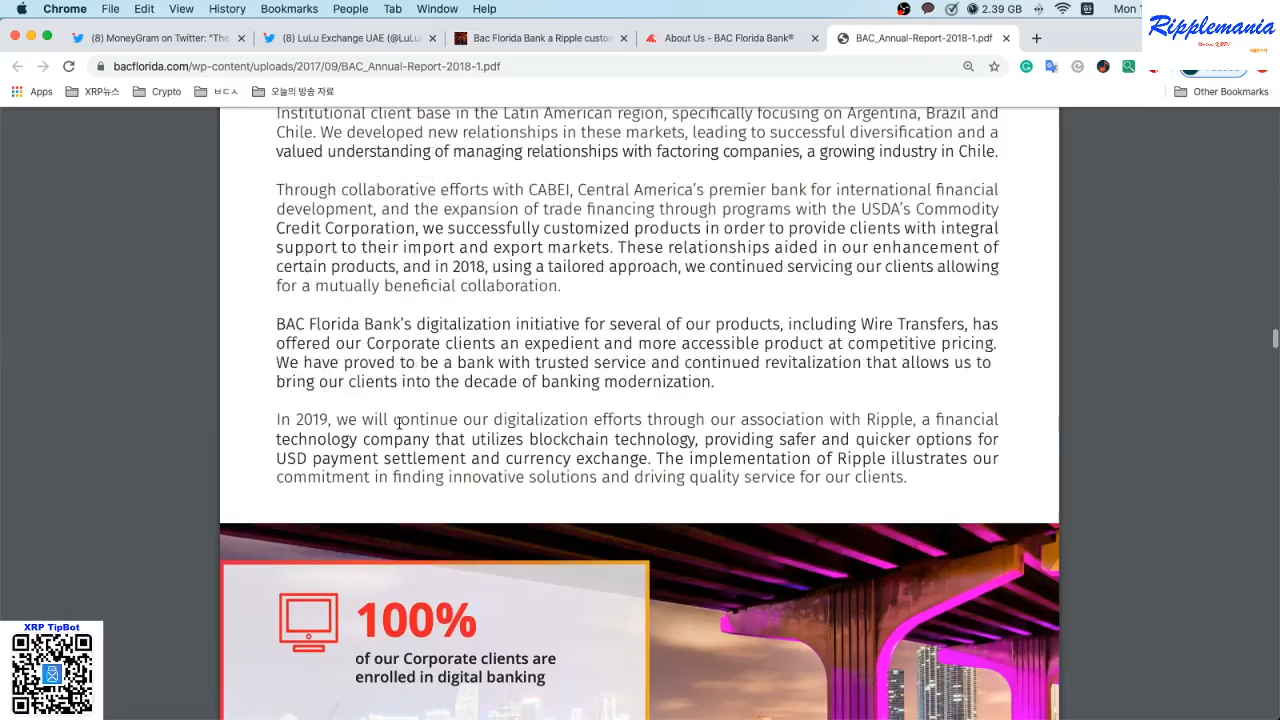 Chrome File Edit View History Bookmarks People Tab Window Help 2.39 GB Mon 1
Ripplemania
(8) MoneyGram on Twitter: "The
(8) LuLu Exchange UAE (@LuLu
Bac Florida Bank a Ripple custom
About Us - BAC Florida Bank®
BAC_Annual-Report-2018-1.pdf
bacflorida.com/wp-content/uploads/2017/09/BAC_Annual-Report-2018-1.pdf
Apps XRP뉴스 Crypto ㅂㄷㅅ 오늘의 방송 자료 Other Bookmarks
Institutional client base in the Latin American region, specifically focusing on Argentina, Brazil and
Chile. We developed new relationships in these markets, leading to successful diversification and a
valued understanding of managing relationships with factoring companies, a growing industry in Chile.
Through collaborative efforts with CABEI, Central America's premier bank for international financial
development, and the expansion of trade financing through programs with the USDA's Commodity
Credit Corporation, we successfully customized products in order to provide clients with integral
support to their import and export markets. These relationships aided in our enhancement of
certain products, and in 2018, using a tailored approach, we continued servicing our clients allowing
for a mutually beneficial collaboration.
BAC Florida Bank's digitalization initiative for several of our products, including Wire Transfers, has
offered our Corporate clients an expedient and more accessible product at competitive pricing.
We have proved to be a bank with trusted service and continued revitalization that allows us to
bring our clients into the decade of banking modernization.
In 2019, we will continue our digitalization efforts through our association with Ripple, a financial
technology company that utilizes blockchain technology, providing safer and quicker options for
USD payment settlement and currency exchange. The implementation of Ripple illustrates our
commitment in finding innovative solutions and driving quality service for our clients.
100%
of our Corporate clients are
enrolled in digital banking
XRP TipBot